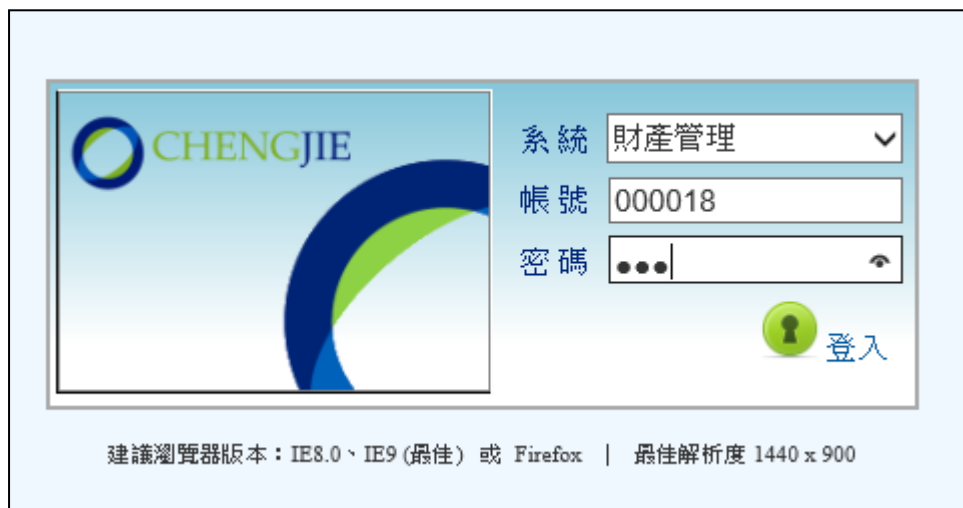 CHENGJIE
系統 財產管理
帳號 000018
密碼 •••
登入
建議瀏覽器版本：IE8.0、IE9 (最佳) 或 Firefox | 最佳解析度 1440 x 900